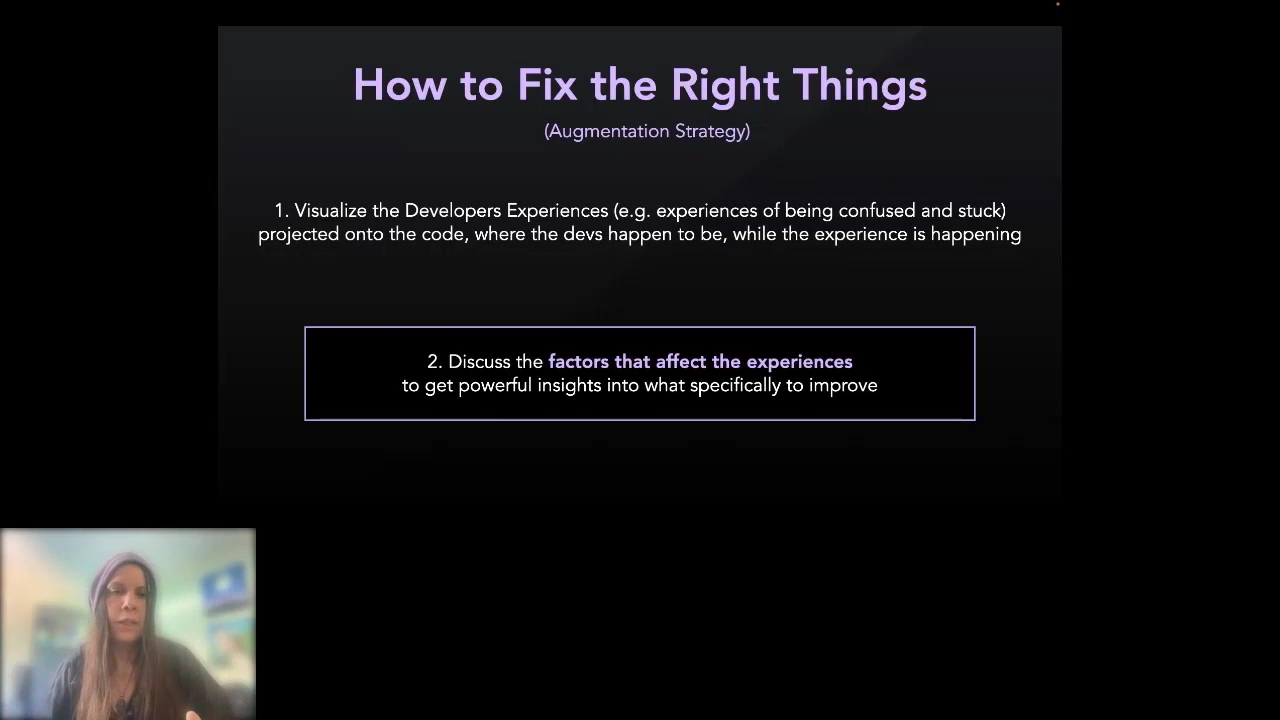 How to Fix the Right Things
(Augmentation Strategy)
1. Visualize the Developers Experiences (e.g. experiences of being confused and stuck)
projected onto the code, where the devs happen to be, while the experience is happening
2. Discuss the factors that affect the experiences
to get powerful insights into what specifically to improve